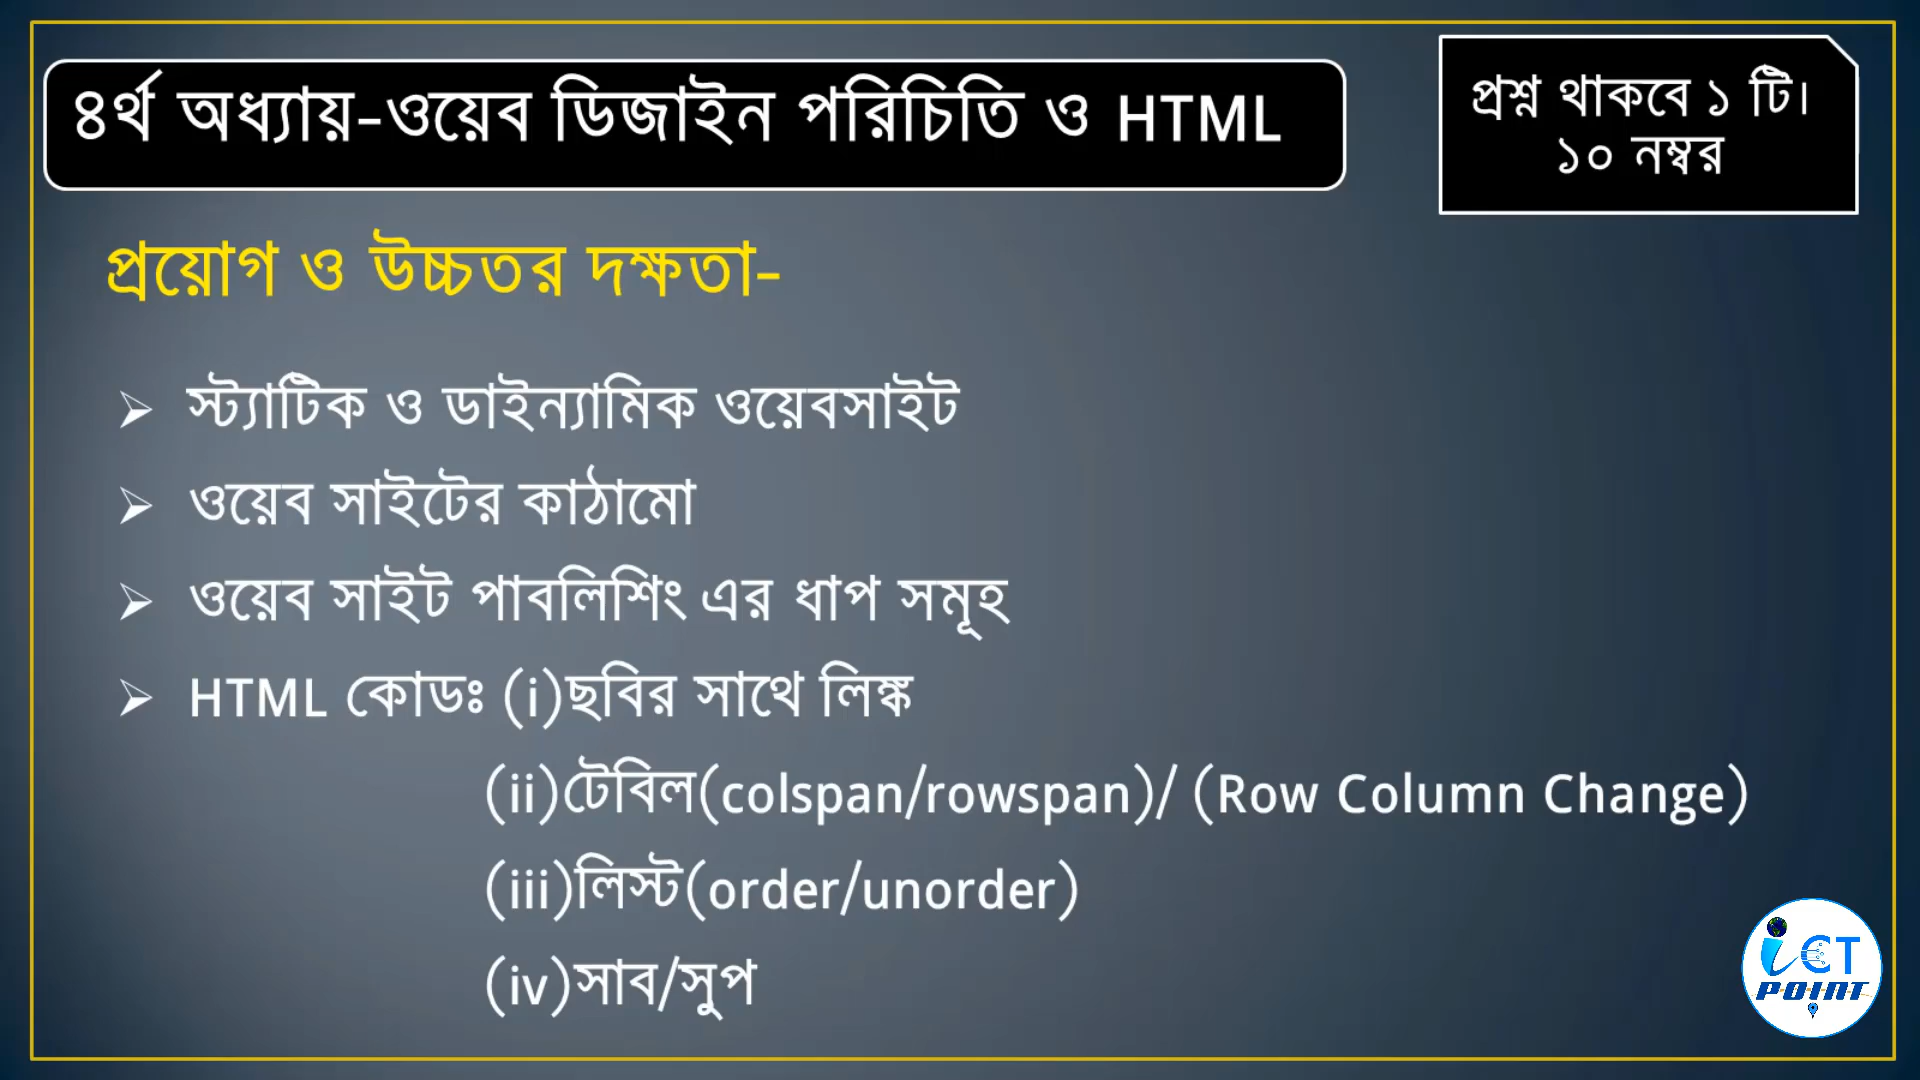 ৪র্থ অধ্যায়-ওয়েব ডিজাইন পরিচিতি ও HTML
প্রশ্ন থাকবে ১ টি।
১০ নম্বর
প্রয়োগ ও উচ্চতর দক্ষতা-
➢ স্ট্যাটিক ও ডাইন্যামিক ওয়েবসাইট
➢ ওয়েব সাইটের কাঠামো
➢ ওয়েব সাইট পাবলিশিং এর ধাপ সমূহ
➢ HTML কোডঃ (i)ছবির সাথে লিঙ্ক
(ii)টেবিল(colspan/rowspan)/ (Row Column Change)
(iii)লিস্ট(order/unorder)
(iv)সাব/সুপ
iCT
POINT